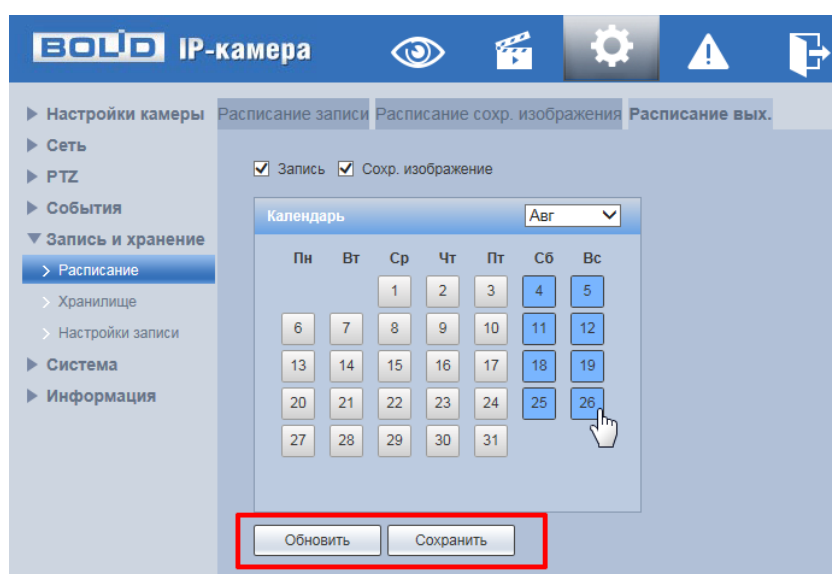 BOLID IP-камера
Настройки камеры
Сеть
PTZ
События
Запись и хранение
Расписание
Хранилище
Настройки записи
Система
Информация
Расписание записи Расписание сохр. изображения Расписание вых.
Запись Сохр. изображение
Календарь Авг
Пн Вт Ср Чт Пт Сб Вс
1 2 3 4 5
6 7 8 9 10 11 12
13 14 15 16 17 18 19
20 21 22 23 24 25 26
27 28 29 30 31
Обновить Сохранить